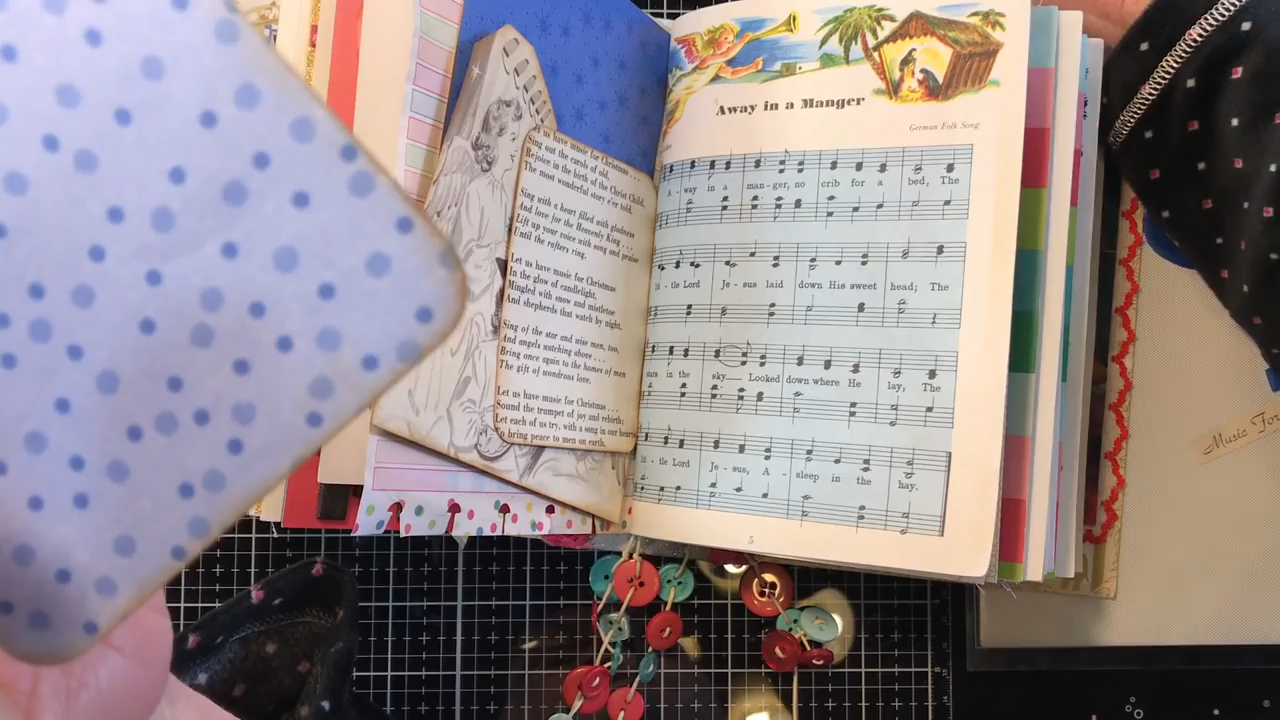 Let us have music for Christmas ...
Sing out the carols of old,
Rejoice in the birth of the Christ Child,
The most wonderful story e'er told.
Sing with a heart filled with gladness
And love for the Heavenly King ...
Lift up your voice with song and praise
Until the rafters ring.
Let us have music for Christmas
In the glow of candlelight,
Mingled with snow and mistletoe
And shepherds that watch by night.
Sing of the star and wise men, too,
And angels watching above ...
Bring once again to the homes of men
The gift of wondrous love.
Let us have music for Christmas ...
Sound the trumpet of joy and rebirth;
Let each of us try, with a song in our hearts
To bring peace to men on earth.
Away in a Manger
German Folk Song
A - way in a man - ger, no crib for a bed, The
lit - tle Lord Je - sus laid down His sweet head; The
stars in the sky Looked down where He lay, The
lit - tle Lord Je - sus, A - sleep in the hay.
5
Music For